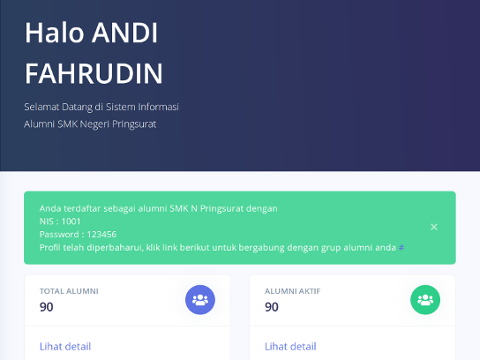 Halo ANDI
FAHRUDIN
Selamat Datang di Sistem Informasi
Alumni SMK Negeri Pringsurat
Anda terdaftar sebagai alumni SMK N Pringsurat dengan
NIS : 1001
Password : 123456
Profil telah diperbaharui, klik link berikut untuk bergabung dengan grup alumni anda #
×
TOTAL ALUMNI
90
ALUMNI AKTIF
90
Lihat detail
Lihat detail